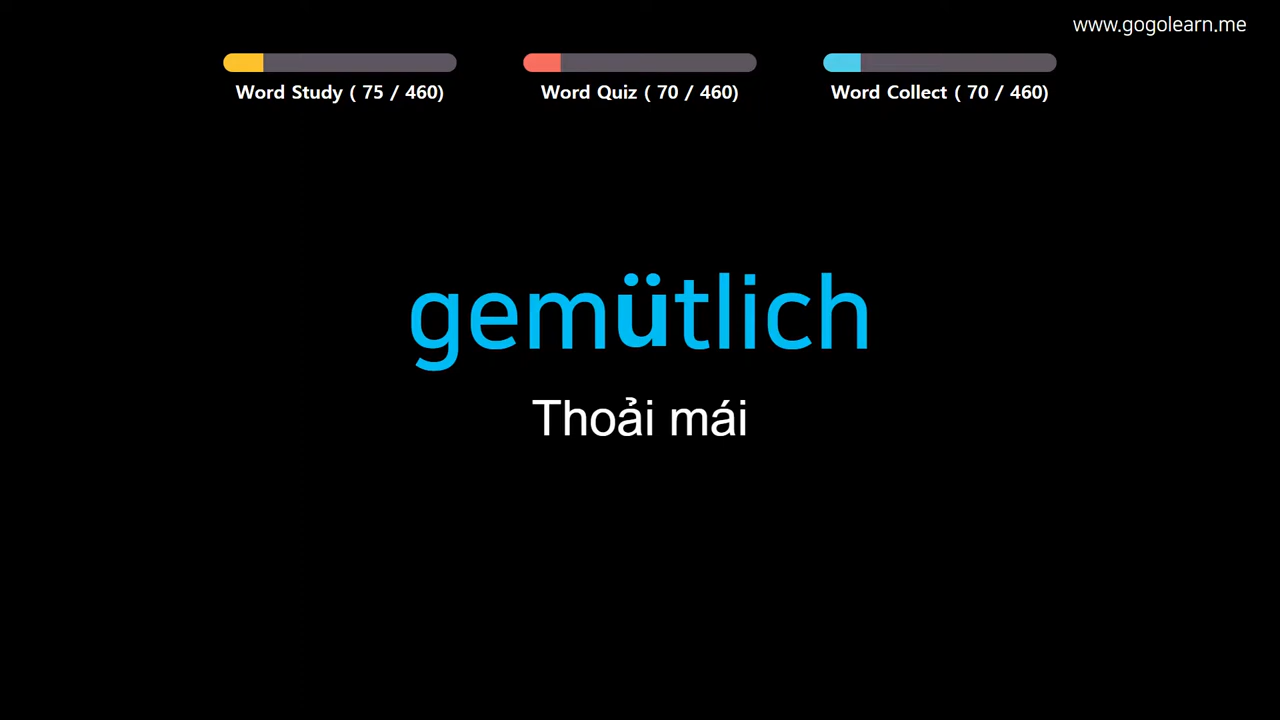 www.gogolearn.me
Word Study ( 75 / 460)
Word Quiz ( 70 / 460)
Word Collect ( 70 / 460)
gemütlich
Thoải mái